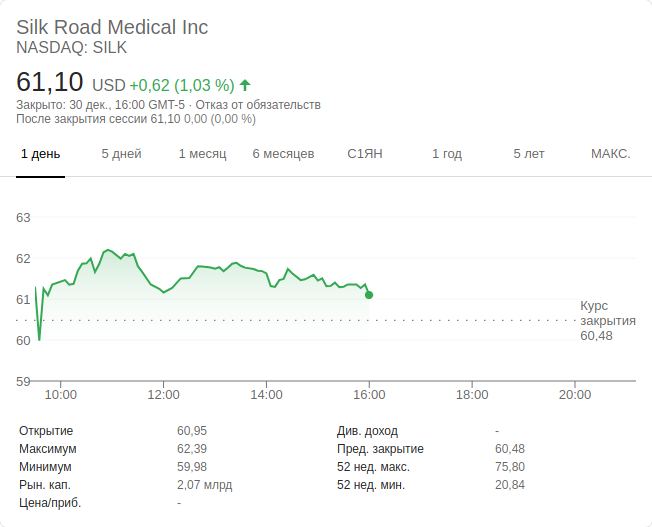 Silk Road Medical Inc
NASDAQ: SILK
61,10 USD +0,62 (1,03 %)
Закрыто: 30 дек., 16:00 GMT-5 · Отказ от обязательств
После закрытия сессии 61,10 0,00 (0,00 %)
1 день 5 дней 1 месяц 6 месяцев С1ЯН 1 год 5 лет МАКС.
63
62
61
60
59
Курс
закрытия
60,48
10:00 12:00 14:00 16:00 18:00 20:00
Открытие 60,95 Див. доход -
Максимум 62,39 Пред. закрытие 60,48
Минимум 59,98 52 нед. макс. 75,80
Рын. кап. 2,07 млрд 52 нед. мин. 20,84
Цена/приб. -